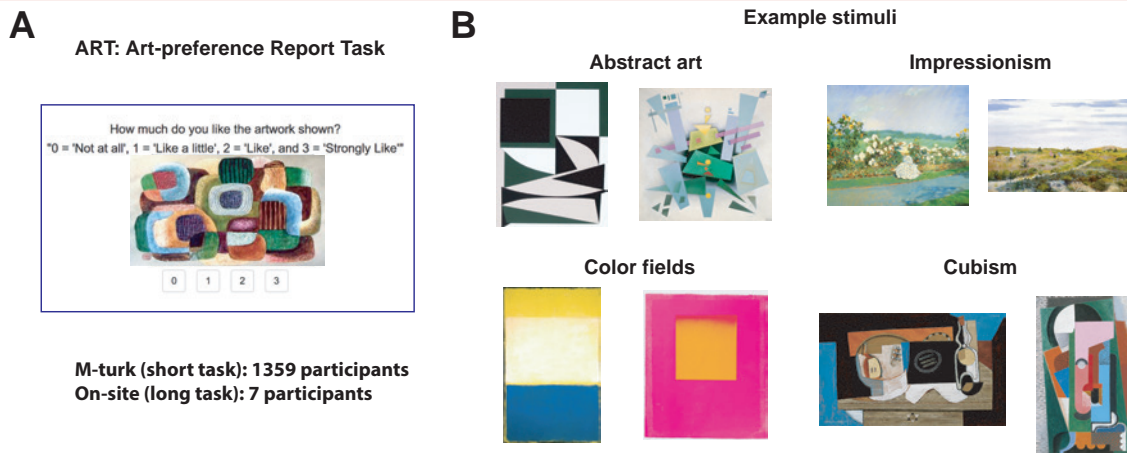 A
ART: Art-preference Report Task
How much do you like the artwork shown?
"0 = 'Not at all', 1 = 'Like a little', 2 = 'Like', and 3 = 'Strongly Like'"
0 1 2 3
M-turk (short task): 1359 participants
On-site (long task): 7 participants
B
Example stimuli
Abstract art
Impressionism
Color fields
Cubism